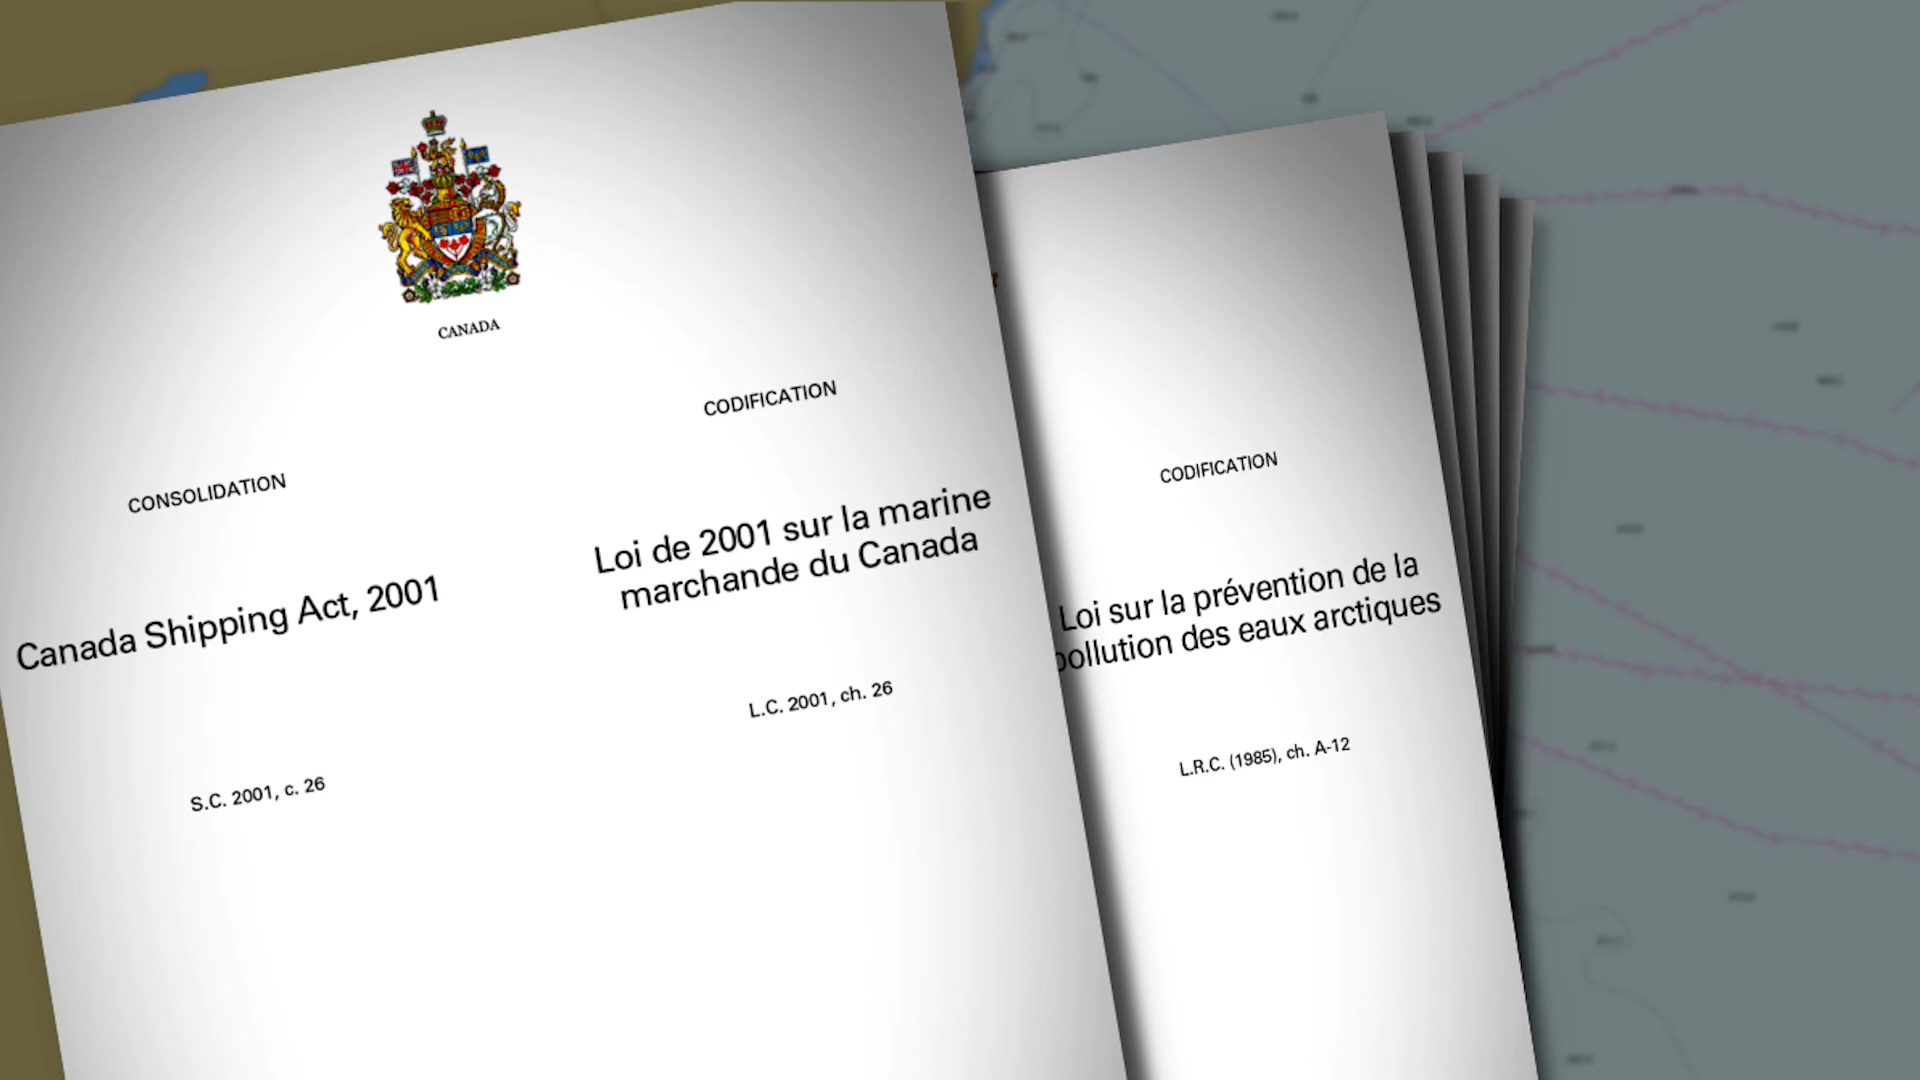 CANADA
CONSOLIDATION
Canada Shipping Act, 2001
S.C. 2001, c. 26
CODIFICATION
Loi de 2001 sur la marine
marchande du Canada
L.C. 2001, ch. 26
CODIFICATION
Loi sur la prévention de la
pollution des eaux arctiques
L.R.C. (1985), ch. A-12